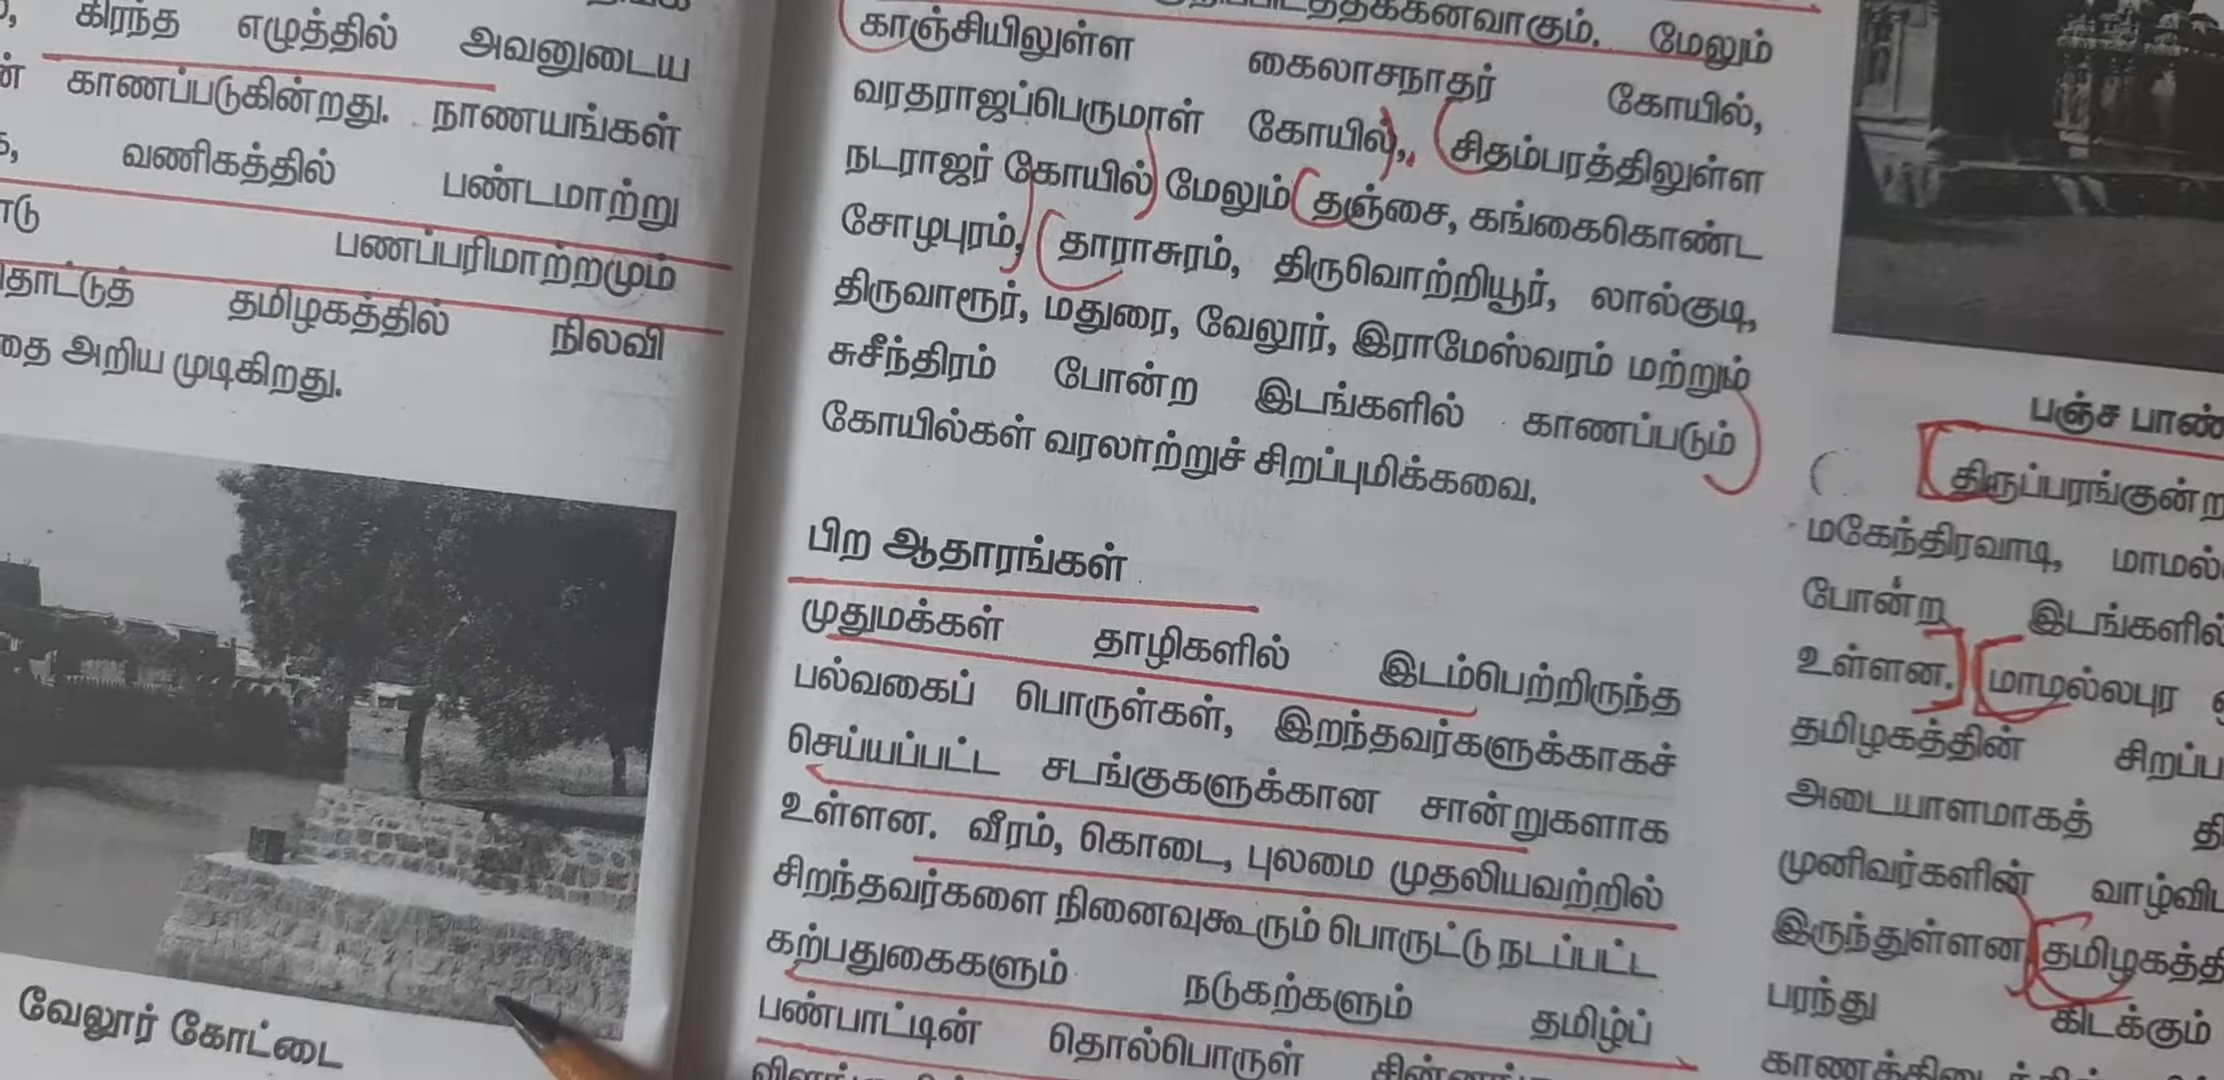 கிரந்த எழுத்தில் அவனுடைய
காணப்படுகின்றது. நாணயங்கள்
வணிகத்தில் பண்டமாற்று
பணப்பரிமாற்றமும்
தமிழகத்தில் நிலவி
அறிய முடிகிறது.
வேலூர் கோட்டை
மேலும்
காஞ்சியிலுள்ள கைலாசநாதர் கோயில்,
வரதராஜப்பெருமாள் கோயில், சிதம்பரத்திலுள்ள
நடராஜர் கோயில் மேலும் தஞ்சை, கங்கைகொண்ட
சோழபுரம், தாராசுரம், திருவொற்றியூர், லால்குடி,
திருவாரூர், மதுரை, வேலூர், இராமேஸ்வரம் மற்றும்
சுசீந்திரம் போன்ற இடங்களில் காணப்படும்
கோயில்கள் வரலாற்றுச் சிறப்புமிக்கவை.
பிற ஆதாரங்கள்
முதுமக்கள் தாழிகளில் இடம்பெற்றிருந்த
பல்வகைப் பொருள்கள், இறந்தவர்களுக்காகச்
செய்யப்பட்ட சடங்குகளுக்கான சான்றுகளாக
உள்ளன. வீரம், கொடை, புலமை முதலியவற்றில்
சிறந்தவர்களை நினைவுகூரும் பொருட்டு நடப்பட்ட
கற்பதுகைகளும் நடுகற்களும் தமிழ்ப்
பண்பாட்டின் தொல்பொருள்
பஞ்ச
மகேந்திரவாடி,
போன்ற இடங்களில்
உள்ளன. மாமல்லபுர
தமிழகத்தின்
அடையாளமாகத்
முனிவர்களின்
இருந்துள்ளன
பரந்து கிடக்கும்